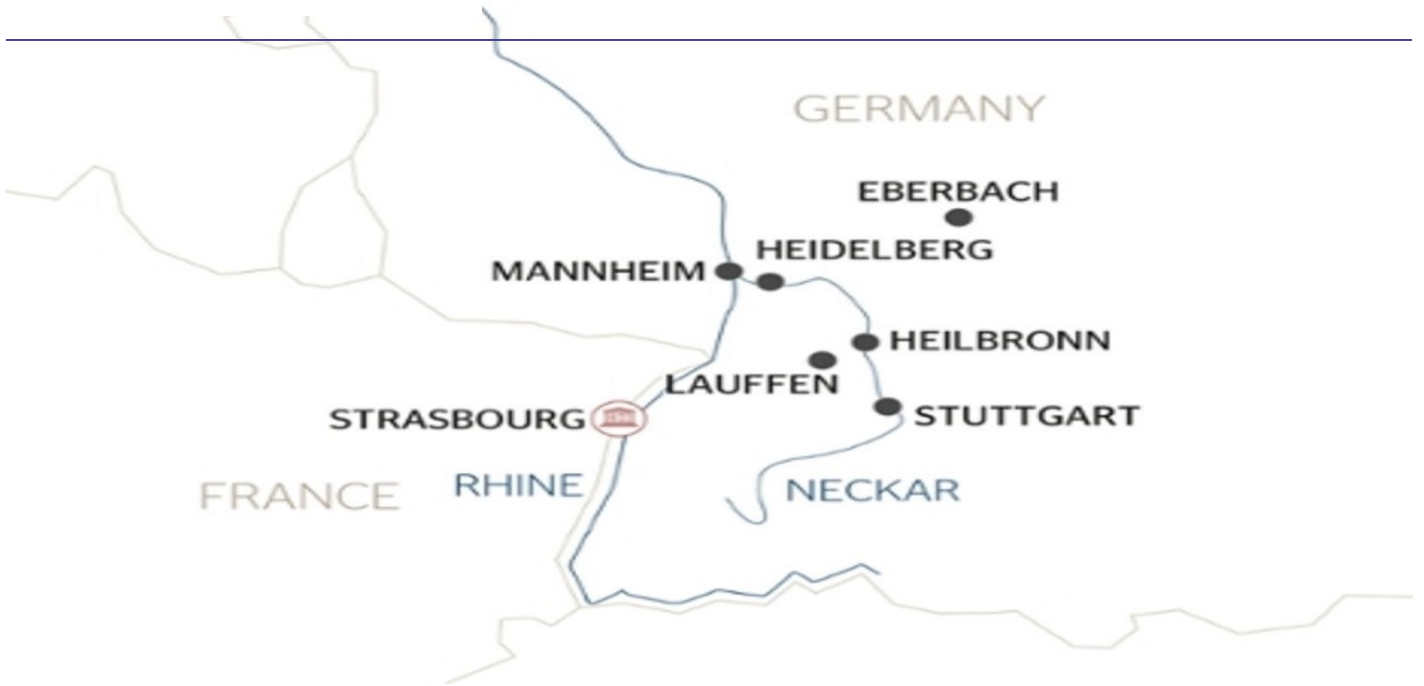 GERMANY
EBERBACH
HEIDELBERG
MANNHEIM
HEILBRONN
LAUFFEN
STRASBOURG
STUTTGART
FRANCE
RHINE
NECKAR